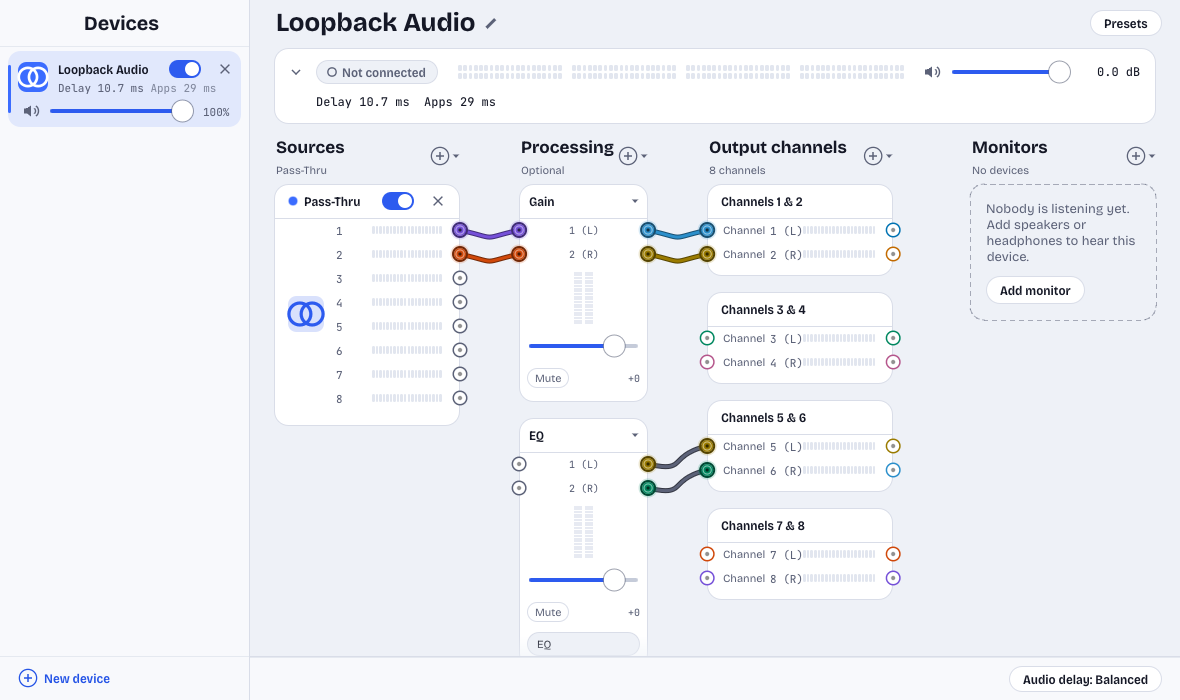 Devices
Loopback Audio
Delay 10.7 ms Apps 29 ms
100%
New device
Loopback Audio
Presets
Not connected
0.0 dB
Delay 10.7 ms Apps 29 ms
Sources
Pass-Thru
Pass-Thru
1
2
3
4
5
6
7
8
Processing
Optional
Gain
1 (L)
2 (R)
Mute
+0
EQ
1 (L)
2 (R)
Mute
+0
EQ
Output channels
8 channels
Channels 1 & 2
Channel 1 (L)
Channel 2 (R)
Channels 3 & 4
Channel 3 (L)
Channel 4 (R)
Channels 5 & 6
Channel 5 (L)
Channel 6 (R)
Channels 7 & 8
Channel 7 (L)
Channel 8 (R)
Monitors
No devices
Nobody is listening yet.
Add speakers or
headphones to hear this
device.
Add monitor
Audio delay: Balanced